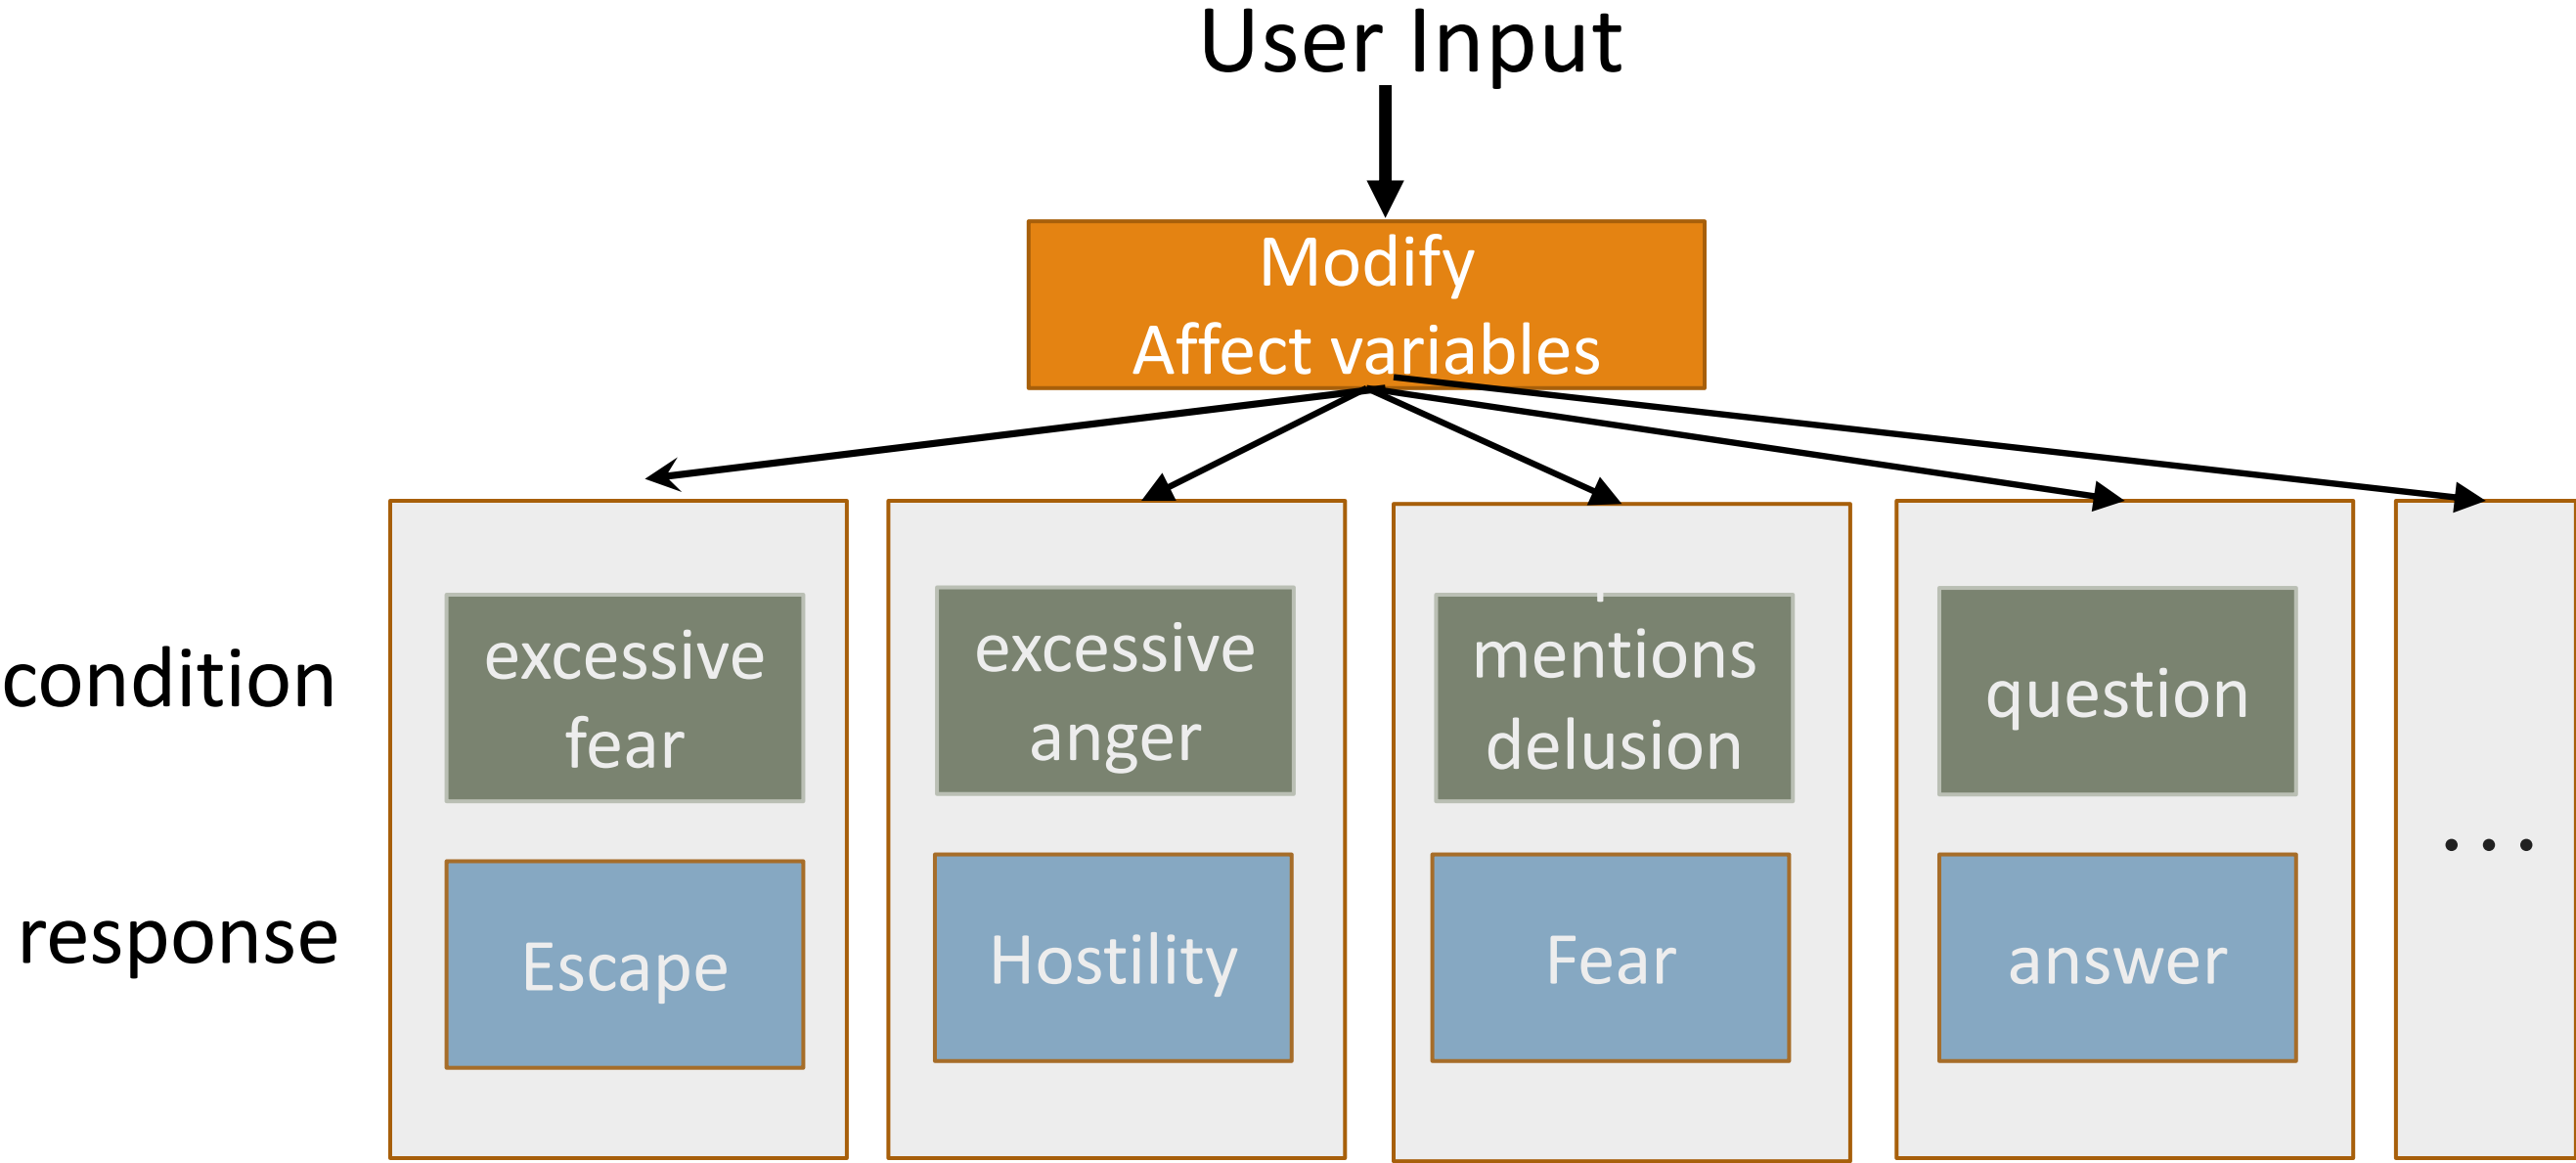 User Input
Modify
Affect variables
condition
excessive
fear
excessive
anger
mentions
delusion
question
...
response
Escape
Hostility
Fear
answer